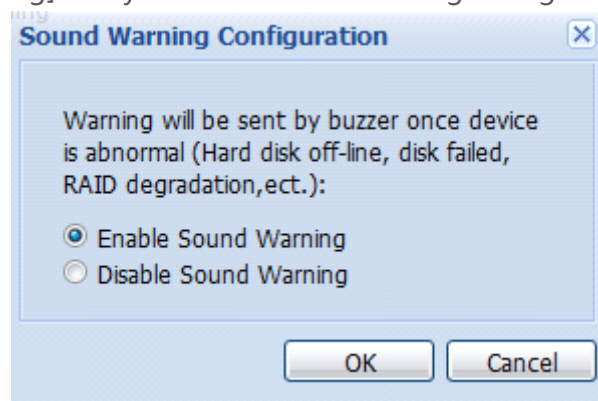 Sound Warning Configuration
Warning will be sent by buzzer once device
is abnormal (Hard disk off-line, disk failed,
RAID degradation,ect.):
Enable Sound Warning
Disable Sound Warning
OK Cancel